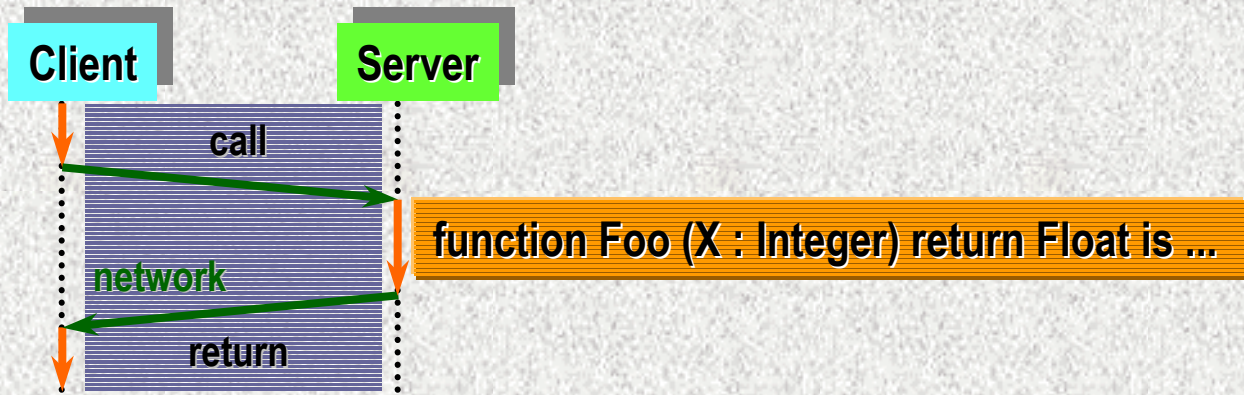 Client
Server
call
function Foo (X : Integer) return Float is ...
network
return